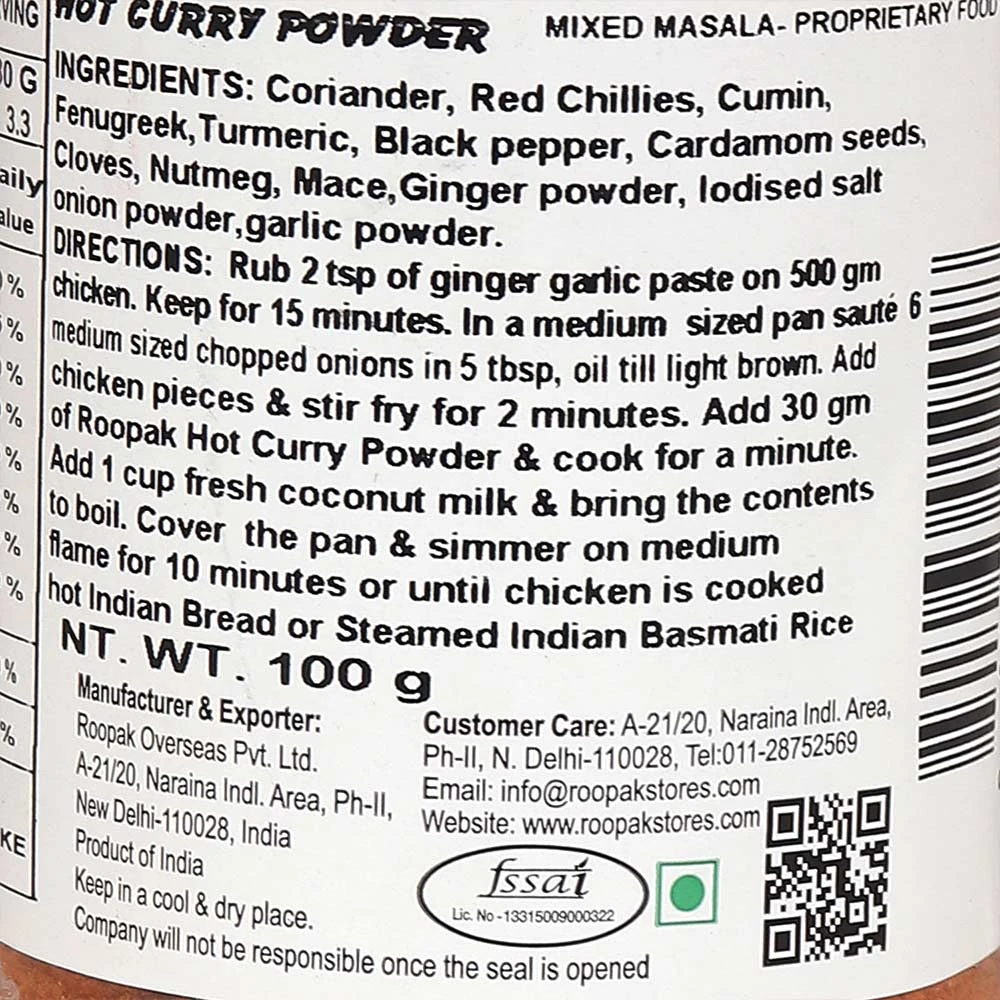 HOT CURRY POWDER
MIXED MASALA- PROPRIETARY FOOD
INGREDIENTS: Coriander, Red Chillies, Cumin,
Fenugreek, Turmeric, Black pepper, Cardamom seeds,
Cloves, Nutmeg, Mace, Ginger powder, Iodised salt
onion powder, garlic powder.
DIRECTIONS: Rub 2 tsp of ginger garlic paste on 500 gm
chicken. Keep for 15 minutes. In a medium sized pan sauté 6
medium sized chopped onions in 5 tbsp, oil till light brown. Add
chicken pieces & stir fry for 2 minutes. Add 30 gm
of Roopak Hot Curry Powder & cook for a minute.
Add 1 cup fresh coconut milk & bring the contents
to boil. Cover the pan & simmer on medium
flame for 10 minutes or until chicken is cooked
hot Indian Bread or Steamed Indian Basmati Rice
NT. WT. 100 g
Manufacturer & Exporter:
Roopak Overseas Pvt. Ltd.
A-21/20, Naraina Indl. Area, Ph-II,
New Delhi-110028, India
Product of India
Keep in a cool & dry place.
Company will not be responsible once the seal is opened
Customer Care: A-21/20, Naraina Indl. Area,
Ph-II, N. Delhi-110028, Tel:011-28752569
Email: info@roopakstores.com
Website: www.roopakstores.com
fssai
Lic. No -13315009000322
VING
0 G
3.3
aily
alue
%
%
%
%
%
%
%
%
%
%
KE